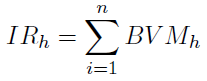 IR_h = \sum_{i=1}^{n} BVM_h